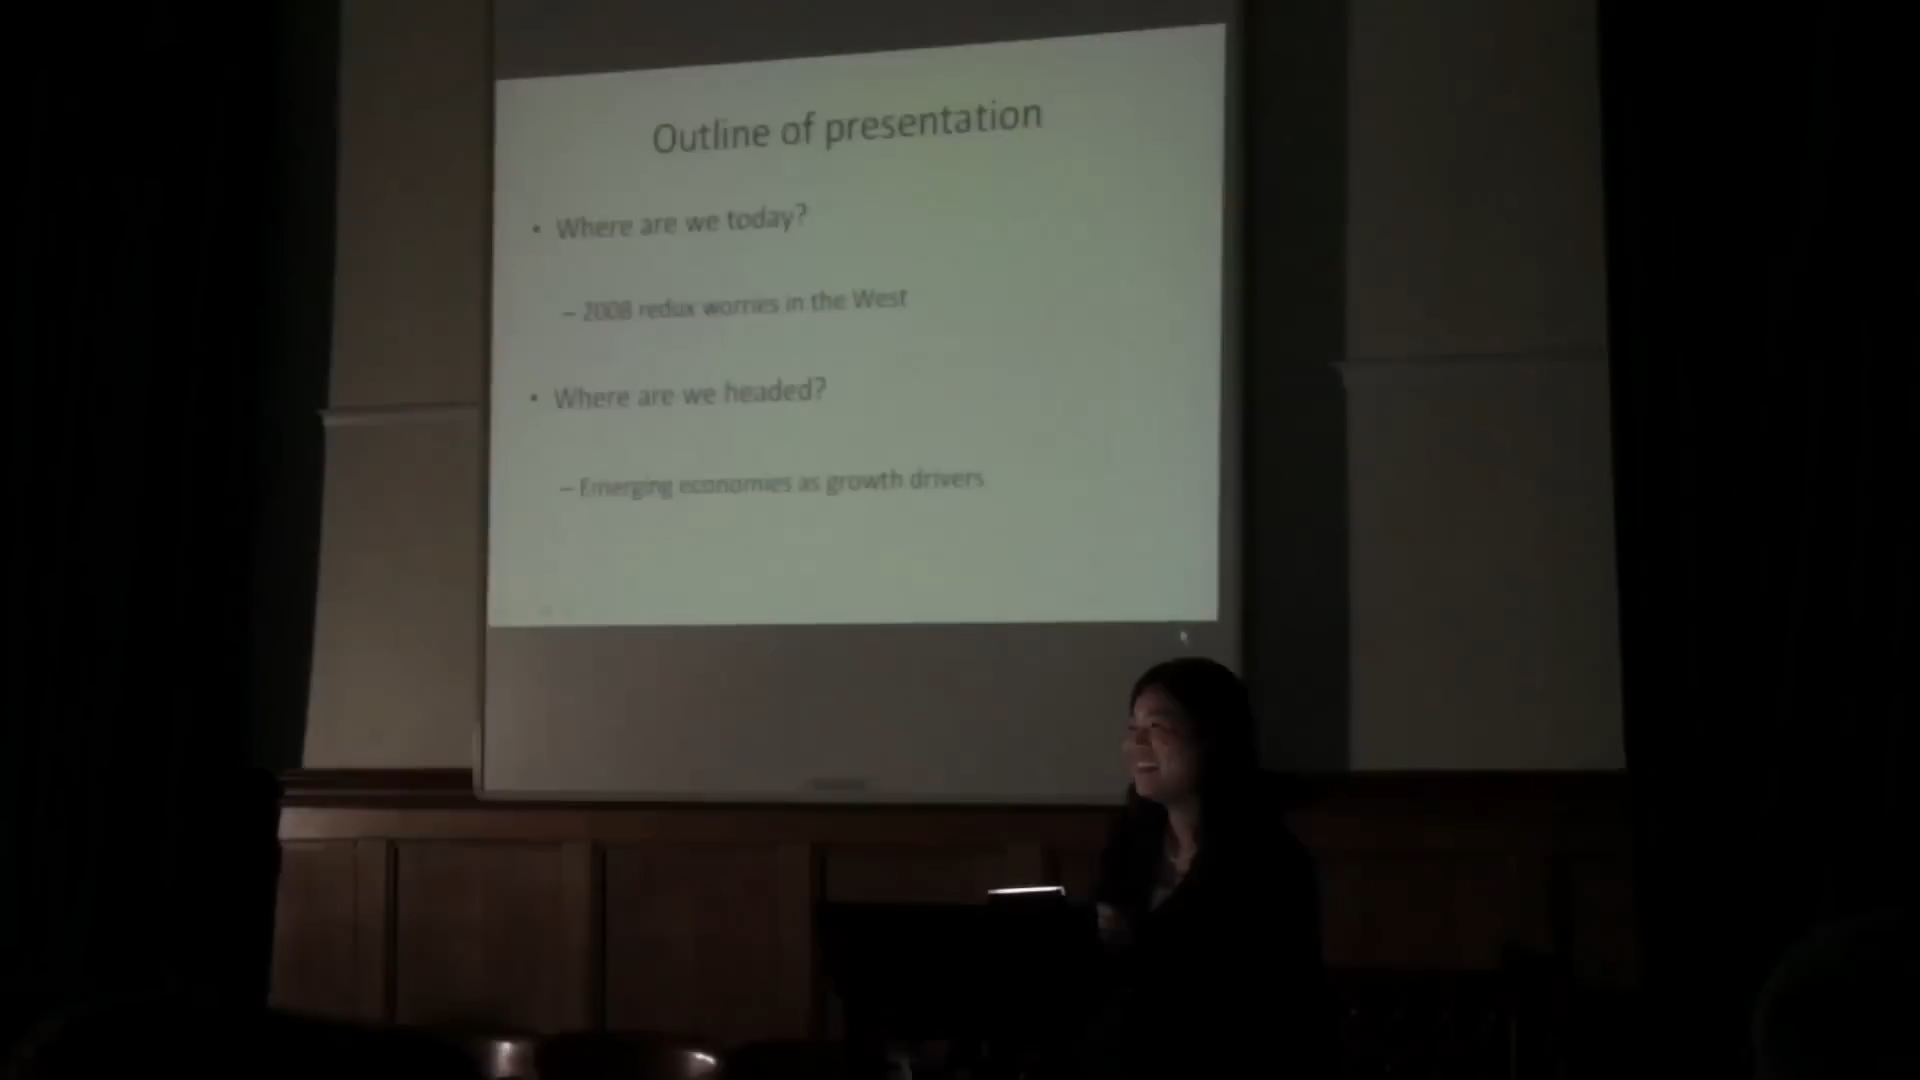 Outline of presentation
• Where are we today?
– 2008 redux worries in the West
• Where are we headed?
– Emerging economies as growth drivers